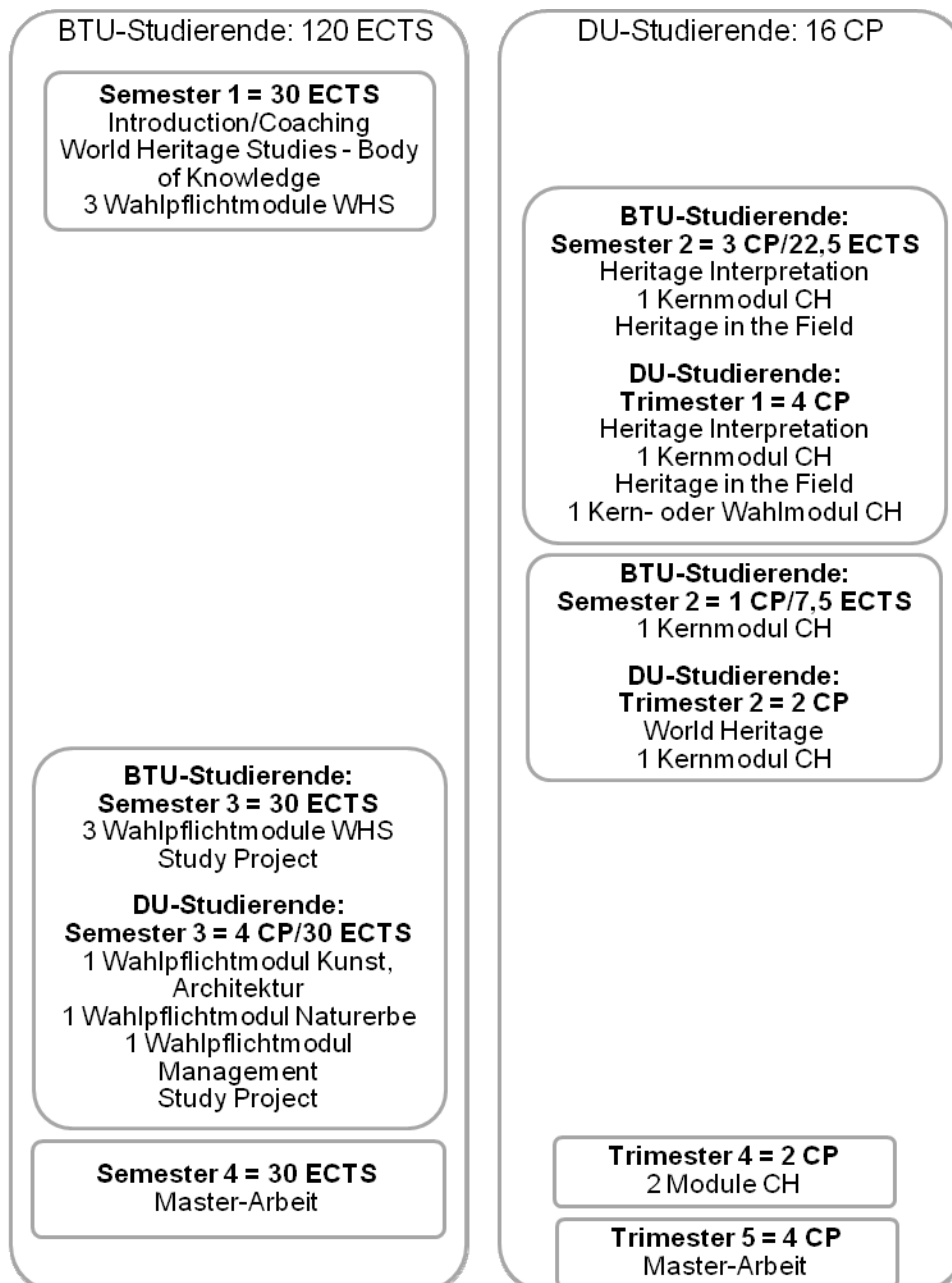 BTU-Studierende: 120 ECTS
Semester 1 = 30 ECTS
Introduction/Coaching
World Heritage Studies - Body
of Knowledge
3 Wahlpflichtmodule WHS
BTU-Studierende:
Semester 3 = 30 ECTS
3 Wahlpflichtmodule WHS
Study Project
DU-Studierende:
Semester 3 = 4 CP/30 ECTS
1 Wahlpflichtmodul Kunst,
Architektur
1 Wahlpflichtmodul Naturerbe
1 Wahlpflichtmodul
Management
Study Project
Semester 4 = 30 ECTS
Master-Arbeit
DU-Studierende: 16 CP
BTU-Studierende:
Semester 2 = 3 CP/22,5 ECTS
Heritage Interpretation
1 Kernmodul CH
Heritage in the Field
DU-Studierende:
Trimester 1 = 4 CP
Heritage Interpretation
1 Kernmodul CH
Heritage in the Field
1 Kern- oder Wahlmodul CH
BTU-Studierende:
Semester 2 = 1 CP/7,5 ECTS
1 Kernmodul CH
DU-Studierende:
Trimester 2 = 2 CP
World Heritage
1 Kernmodul CH
Trimester 4 = 2 CP
2 Module CH
Trimester 5 = 4 CP
Master-Arbeit